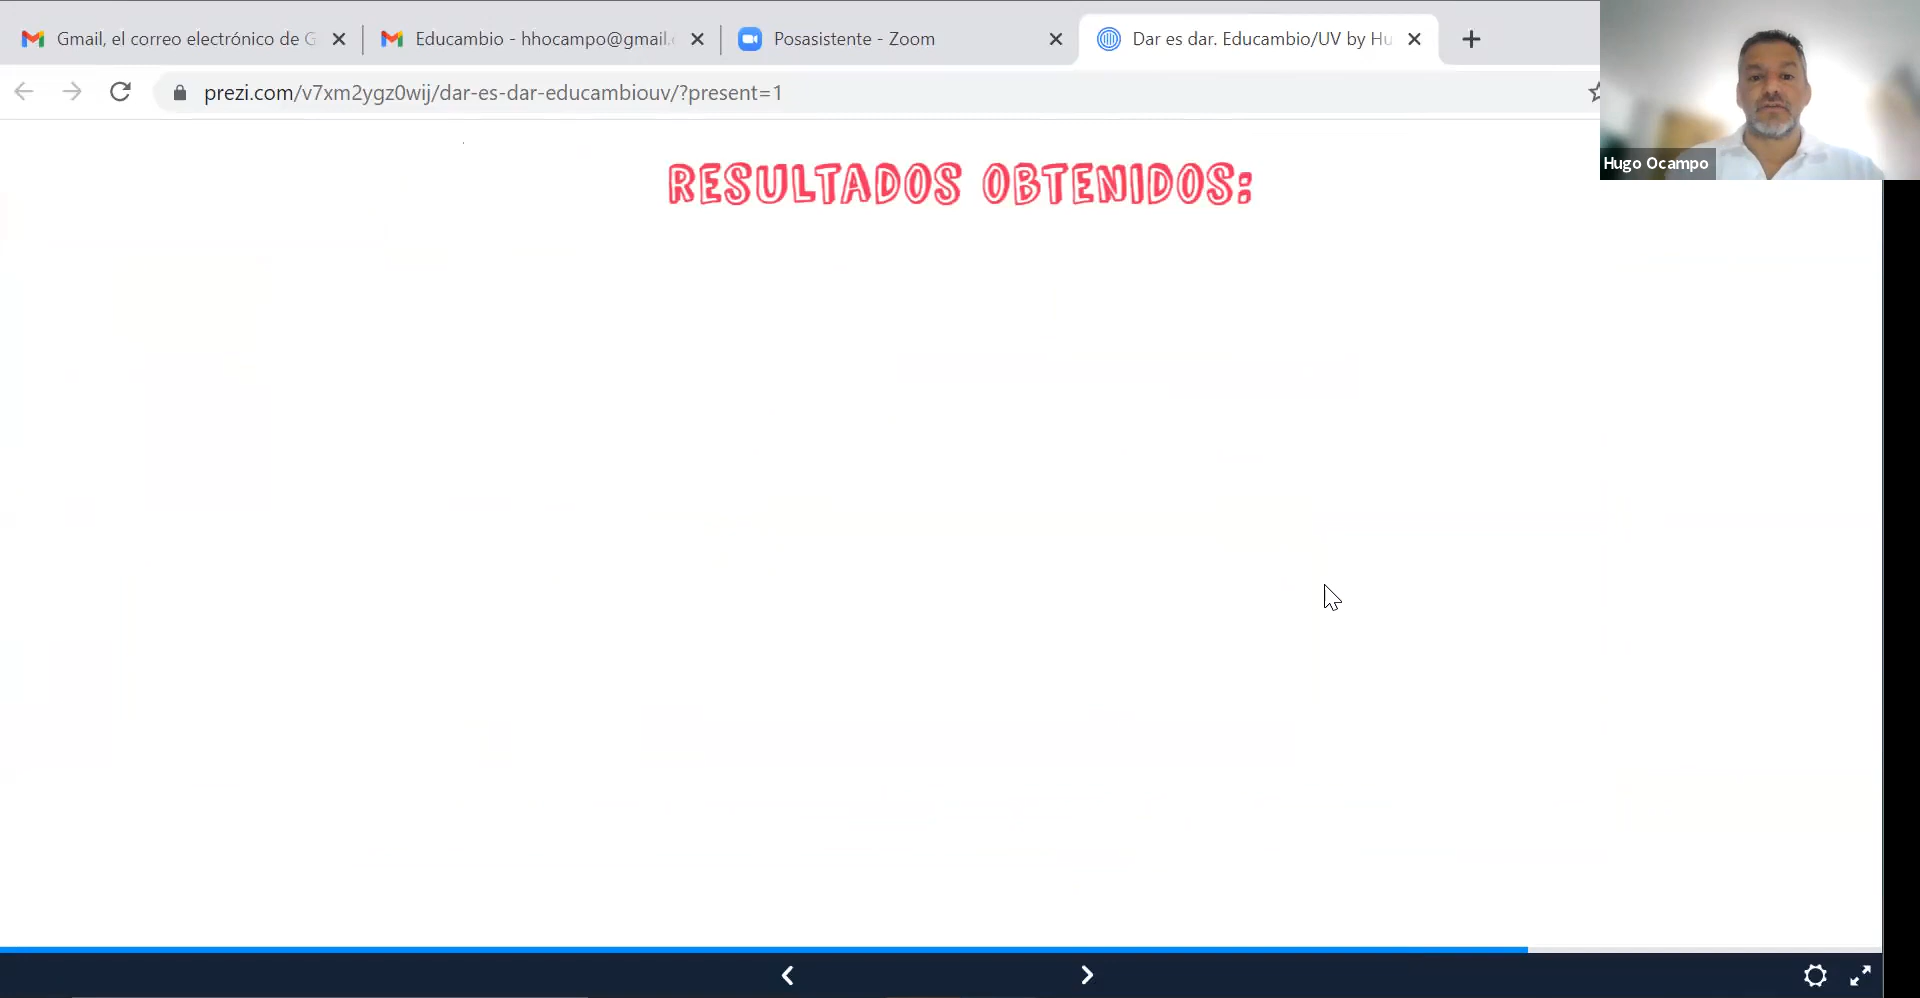 Gmail, el correo electrónico de G
Educambio - hhocampo@gmail.
Posasistente - Zoom
Dar es dar. Educambio/UV by Hu
prezi.com/v7xm2ygz0wij/dar-es-dar-educambiouv/?present=1
Hugo Ocampo
RESULTADOS OBTENIDOS: